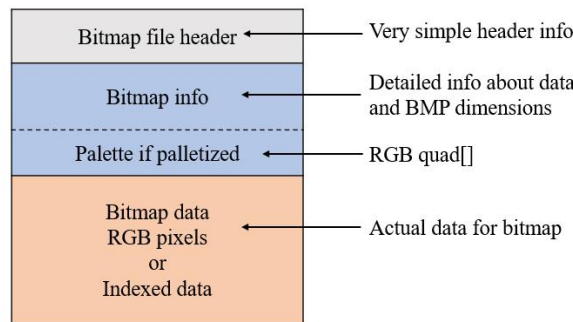 Bitmap file header
Very simple header info
Bitmap info
Detailed info about data
and BMP dimensions
Palette if palletized
RGB quad[]
Bitmap data
RGB pixels
or
Indexed data
Actual data for bitmap